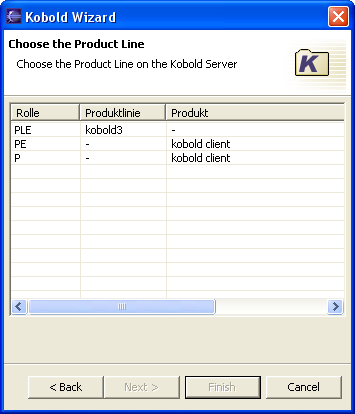 Kobold Wizard
Choose the Product Line
Choose the Product Line on the Kobold Server
K
Rolle Produktlinie Produkt
PLE kobold3 -
PE - kobold client
P - kobold client
< Back Next > Finish Cancel